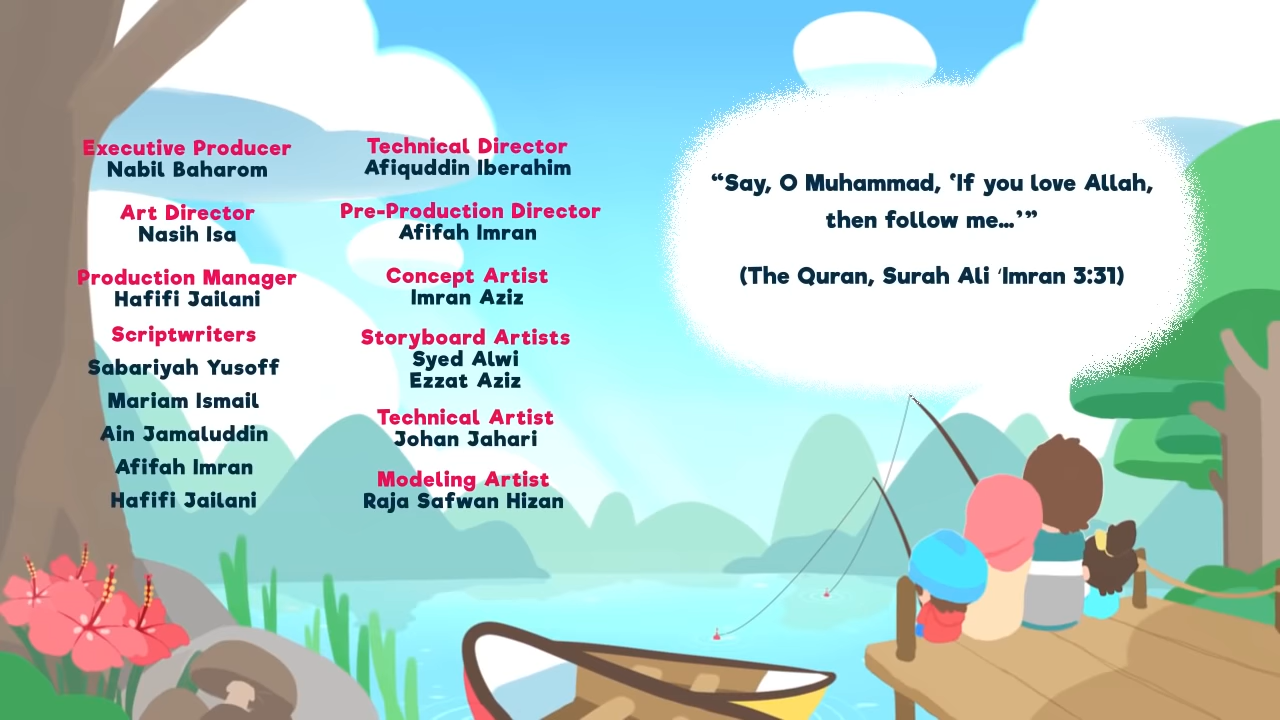 Executive Producer
Nabil Baharom
Art Director
Nasih Isa
Production Manager
Hafifi Jailani
Scriptwriters
Sabariyah Yusoff
Mariam Ismail
Ain Jamaluddin
Afifah Imran
Hafifi Jailani
Technical Director
Afiquddin Iberahim
Pre-Production Director
Afifah Imran
Concept Artist
Imran Aziz
Storyboard Artists
Syed Alwi
Ezzat Aziz
Technical Artist
Johan Jahari
Modeling Artist
Raja Safwan Hizan
“Say, O Muhammad, ‘If you love Allah,
then follow me...’”
(The Quran, Surah Ali ‘Imran 3:31)